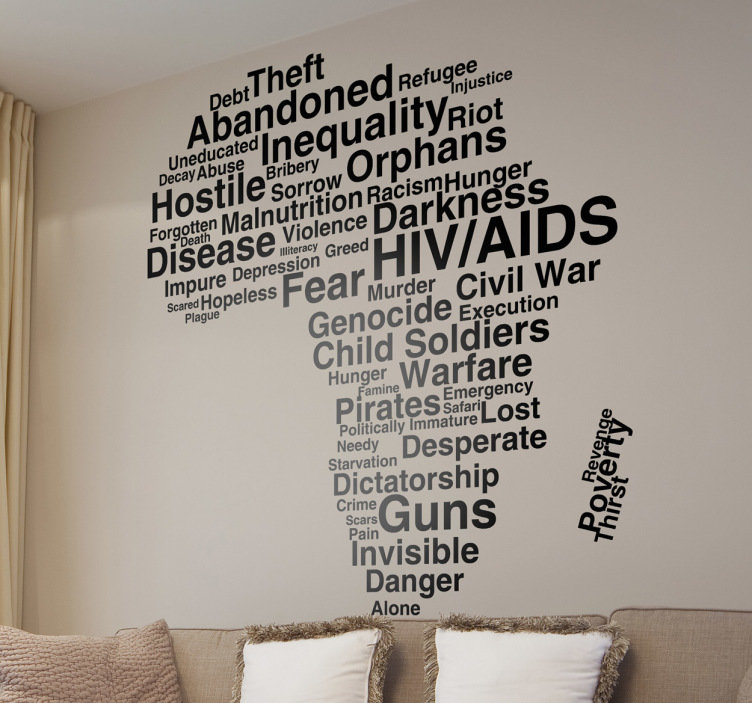 Debt Theft
Abandoned Refugee
Injustice
Uneducated Inequality Riot
Decay Abuse Bribery Orphans
Hostile Sorrow Racism Hunger
Forgotten Malnutrition Darkness
Death
Disease Violence HIV/AIDS
Illiteracy Greed
Impure Depression
Scared Hopeless Fear Murder Civil War
Plague
Genocide Execution
Child Soldiers
Hunger Warfare
Famine Emergency
Pirates Safari Lost
Politically Immature
Needy Desperate
Starvation
Dictatorship
Crime Guns
Scars
Pain
Invisible
Danger
Alone
Revenge
Poverty
Thirst